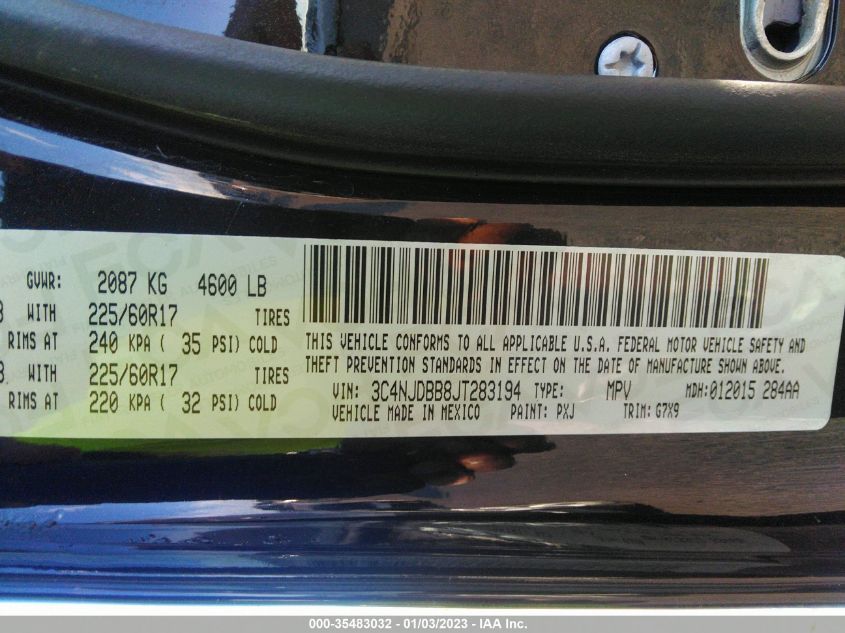 GVWR: 2087 KG 4600 LB
WITH 225/60R17 TIRES
RIMS AT 240 KPA ( 35 PSI) COLD
WITH 225/60R17 TIRES
RIMS AT 220 KPA ( 32 PSI) COLD
THIS VEHICLE CONFORMS TO ALL APPLICABLE U.S.A. FEDERAL MOTOR VEHICLE SAFETY AND
THEFT PREVENTION STANDARDS IN EFFECT ON THE DATE OF MANUFACTURE SHOWN ABOVE.
VIN: 3C4NJDBB8JT283194 TYPE: MPV MDH:012015 284AA
VEHICLE MADE IN MEXICO PAINT: PXJ TRIM: G7X9
000-35483032 - 01/03/2023 - © IAA Inc.